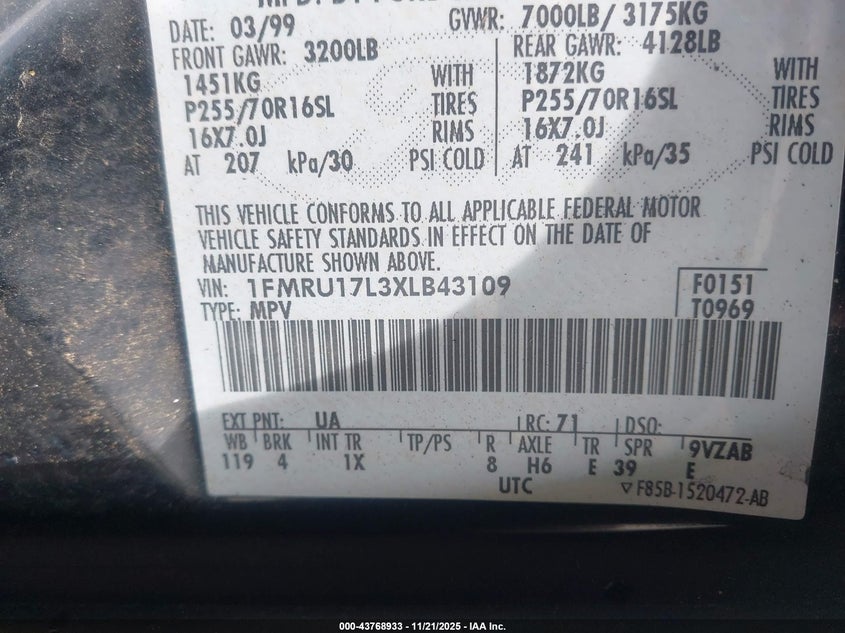 MFD. BY FORD
DATE: 03/99 GVWR: 7000LB/ 3175KG
FRONT GAWR: 3200LB REAR GAWR: 4128LB
1451KG WITH 1872KG WITH
P255/70R16SL TIRES P255/70R16SL TIRES
16X7.0J RIMS 16X7.0J RIMS
AT 207 kPa/30 PSI COLD AT 241 kPa/35 PSI COLD
THIS VEHICLE CONFORMS TO ALL APPLICABLE FEDERAL MOTOR
VEHICLE SAFETY STANDARDS IN EFFECT ON THE DATE OF
MANUFACTURE SHOWN ABOVE.
VIN: 1FMRU17L3XLB43109 F0151
TYPE: MPV T0969
EXT PNT: UA RC: 71 DSO:
WB BRK INT TR TP/PS R AXLE TR SPR 9VZAB
119 4 1X 8 H6 E 39 E
UTC ▽ F85B-1520472-AB
000-43768933 - 11/21/2025 - IAA Inc.